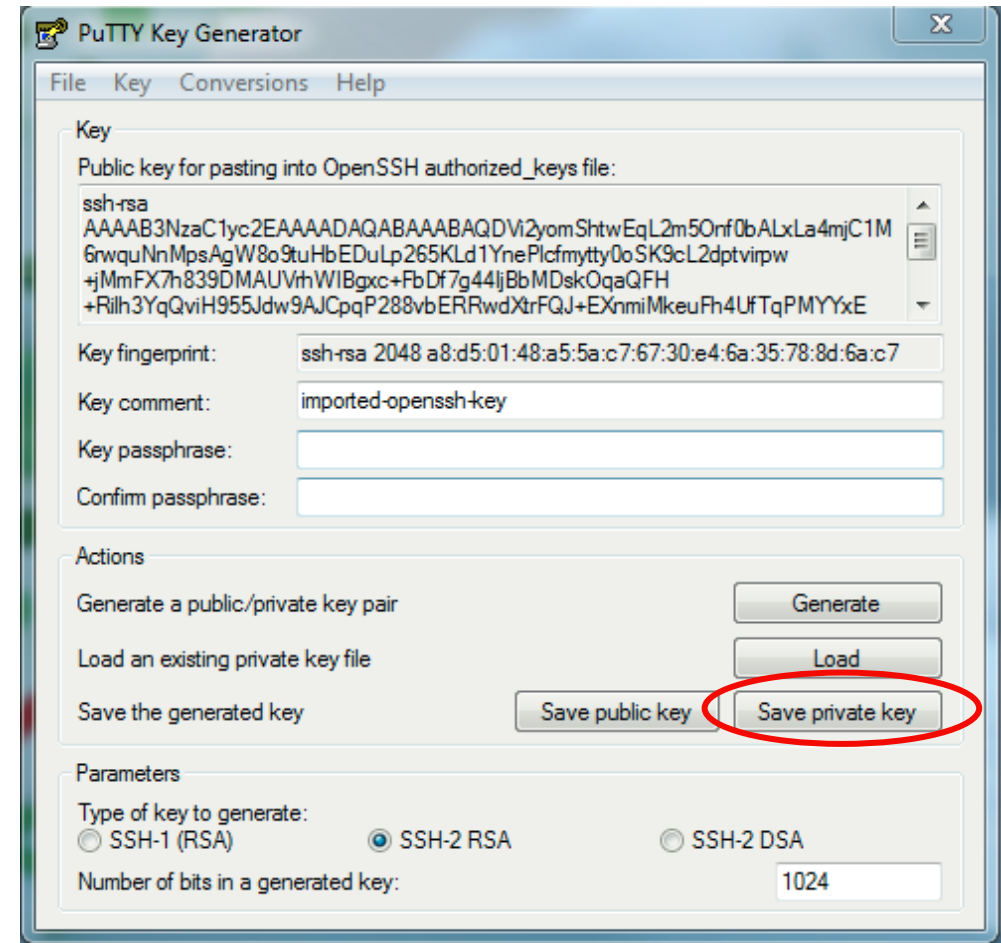 PuTTY Key Generator
File Key Conversions Help
Key
Public key for pasting into OpenSSH authorized_keys file:
ssh-rsa
AAAAB3NzaC1yc2EAAAADAQABAAABAQDVi2yomShtwEqL2m5Onf0bALxLa4mjC1M
6rwquNnMpsAgW8o9tuHbEDuLp265KLd1YnePlcfmytty0oSK9cL2dptvirpw
+jMmFX7h839DMAUVrhWIBgxc+FbDf7g44ljBbMDskOqaQFH
+Rilh3YqQviH955Jdw9AJCpqP288vbERRwdXtrFQJ+EXnmiMkeuFh4UfTqPMYYxE
Key fingerprint: ssh-rsa 2048 a8:d5:01:48:a5:5a:c7:67:30:e4:6a:35:78:8d:6a:c7
Key comment: imported-openssh-key
Key passphrase:
Confirm passphrase:
Actions
Generate a public/private key pair Generate
Load an existing private key file Load
Save the generated key Save public key Save private key
Parameters
Type of key to generate:
SSH-1 (RSA) SSH-2 RSA SSH-2 DSA
Number of bits in a generated key: 1024